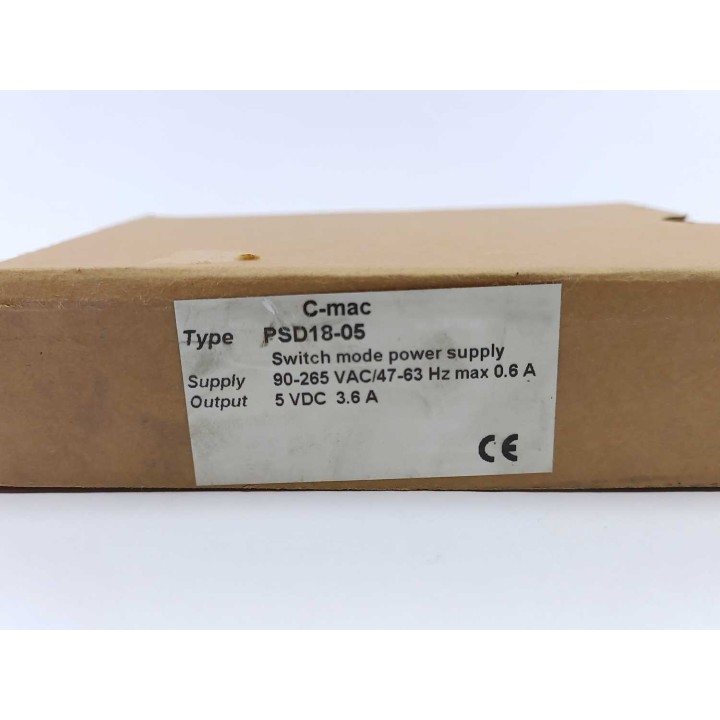 C-mac
Type PSD18-05
Switch mode power supply
Supply 90-265 VAC/47-63 Hz max 0.6 A
Output 5 VDC 3.6 A
CE